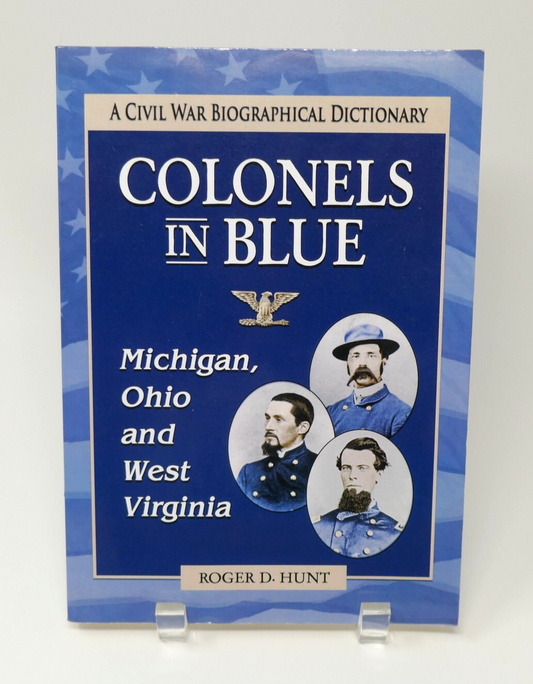 A CIVIL WAR BIOGRAPHICAL DICTIONARY
COLONELS
IN BLUE
Michigan,
Ohio
and
West
Virginia
ROGER D. HUNT